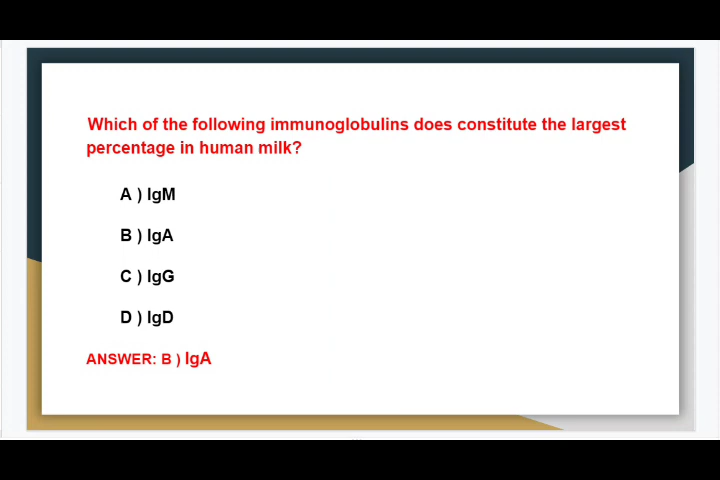 Which of the following immunoglobulins does constitute the largest
percentage in human milk?
A ) IgM
B ) IgA
C ) IgG
D ) IgD
ANSWER: B ) IgA